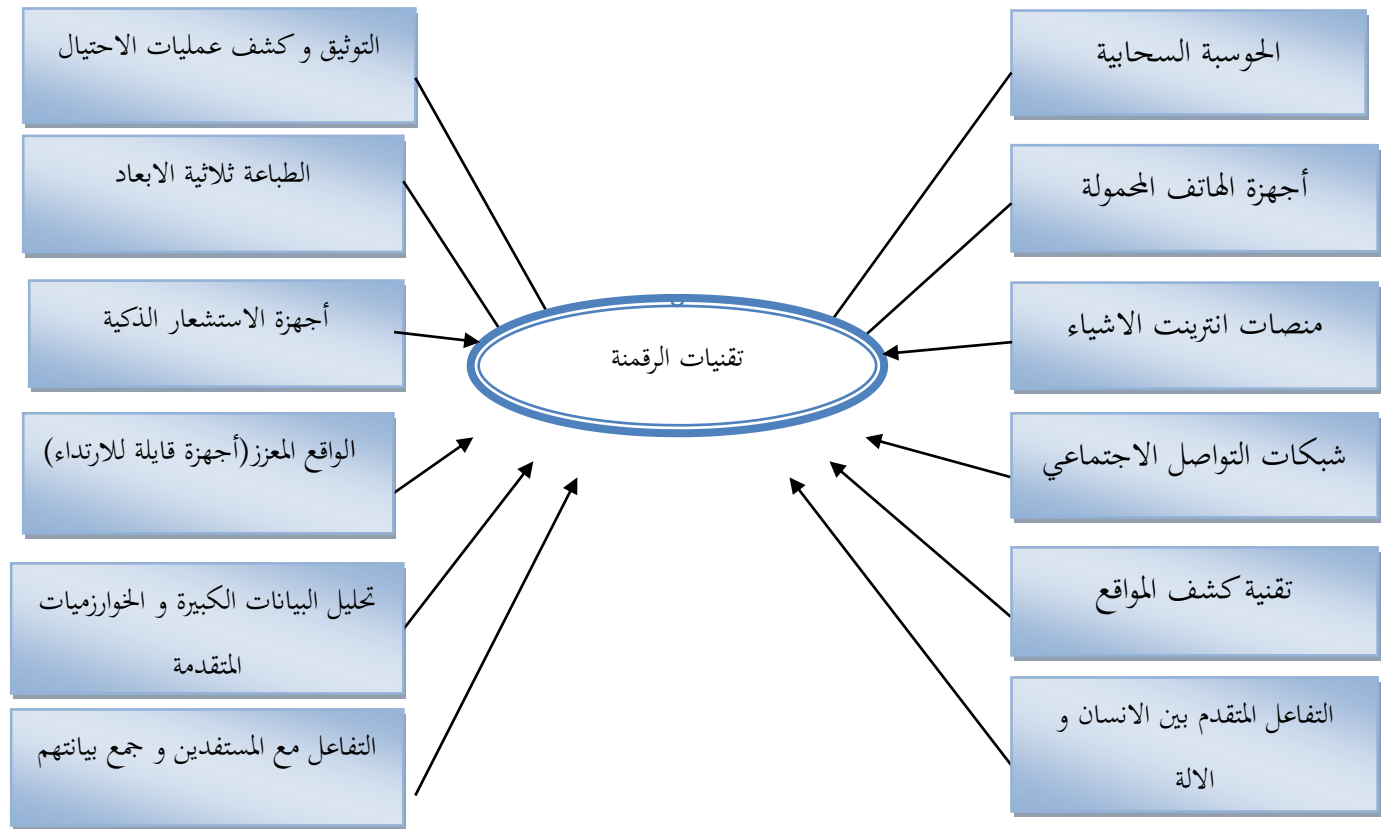 الحوسبة السحابية
أجهزة الهاتف المحمولة
منصات انترينت الاشياء
شبكات التواصل الاجتماعي
تقنية كشف المواقع
التفاعل المتقدم بين الانسان و
الالة
تقنيات الرقمنة
التوثيق و كشف عمليات الاحتيال
الطباعة ثلاثية الابعاد
أجهزة الاستشعار الذكية
الواقع المعزز(أجهزة قايلة للارتداء)
تحليل البيانات الكبيرة و الخوارزميات
المتقدمة
التفاعل مع المستفدين و جمع بيانتهم